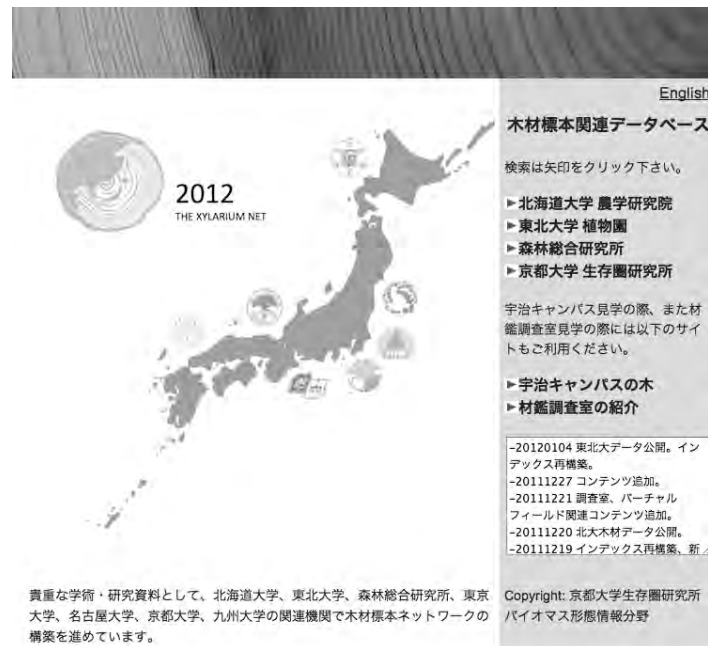 English
木材標本関連データベース
2012
THE XYLARIUM NET
検索は矢印をクリック下さい。
北海道大学 農学研究院
東北大学 植物園
森林総合研究所
京都大学 生存圏研究所
宇治キャンパス見学の際、また材
鑑調査室見学の際には以下のサイ
トもご利用ください。
宇治キャンパスの木
材鑑調査室の紹介
-20120104 東北大データ公開。イン
デックス再構築。
-20111227 コンテンツ追加。
-20111221 調査室、バーチャル
フィールド関連コンテンツ追加。
-20111220 北大木材データ公開。
-20111219 インデックス再構築、新
貴重な学術・研究資料として、北海道大学、東北大学、森林総合研究所、東京
大学、名古屋大学、京都大学、九州大学の関連機関で木材標本ネットワークの
構築を進めています。
Copyright: 京都大学生存圏研究所
バイオマス形態情報分野